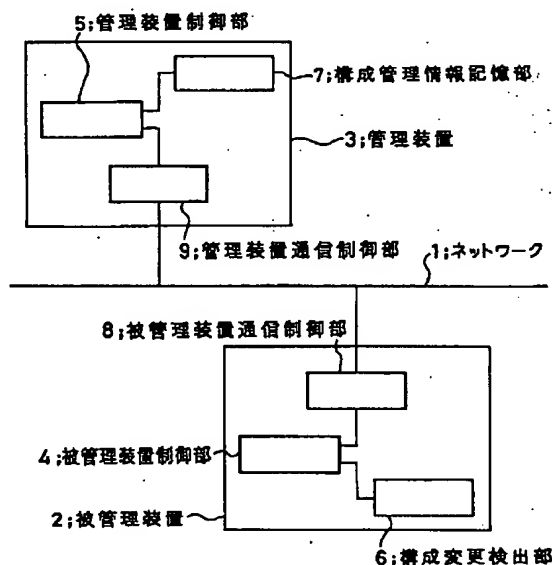 5;管理装置制御部
7;構成管理情報記憶部
3;管理装置
9;管理装置通信制御部
1;ネットワーク
8;被管理装置通信制御部
4;被管理装置制御部
2;被管理装置
6;構成変更検出部